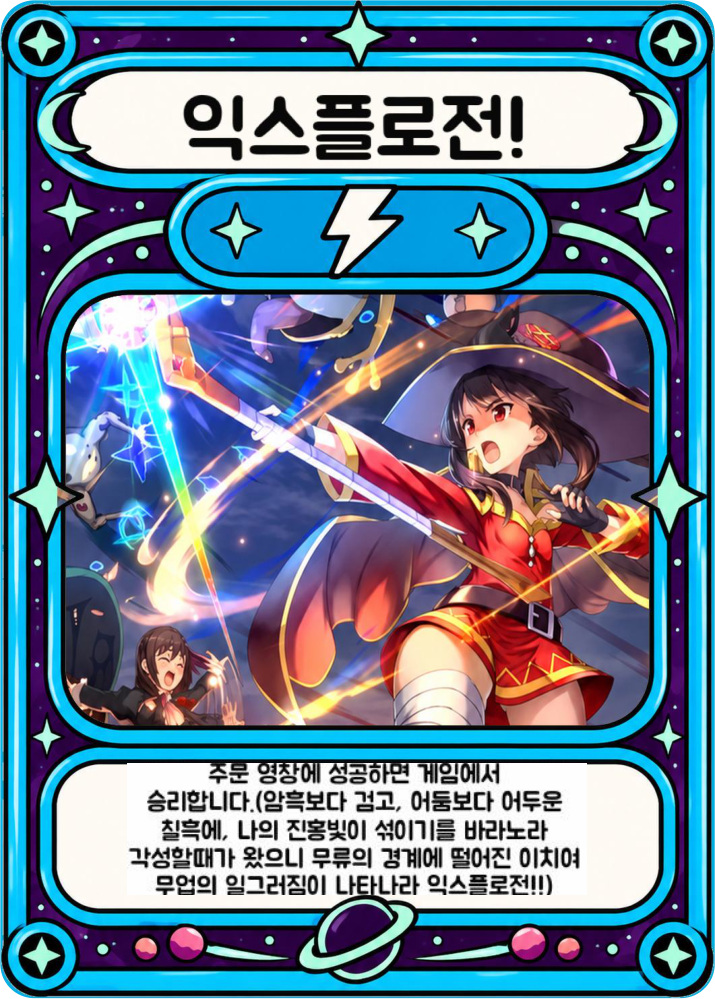 익스플로전!
주문 영창에 성공하면 게임에서
승리합니다.(암흑보다 검고, 어둠보다 어두운
칠흑에, 나의 진홍빛이 섞이기를 바라노라
각성할때가 왔으니 무류의 경계에 떨어진 이치여
무업의 일그러짐이 나타나라 익스플로전!!)